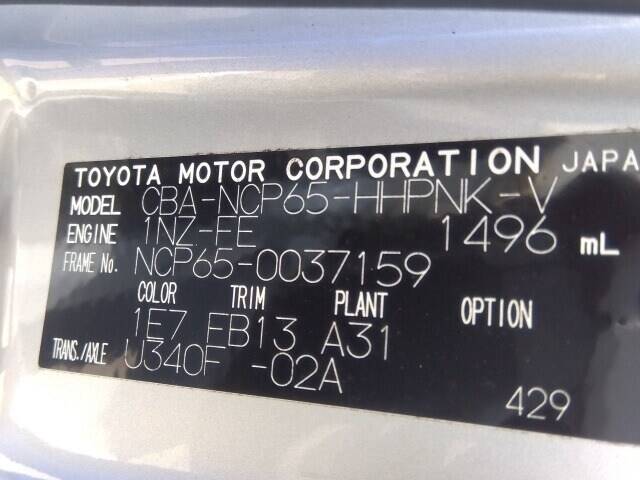 TOYOTA MOTOR CORPORATION JAPA
MODEL CBA-NCP65-HHPNK-V
ENGINE 1NZ-FE 1496 mL
FRAME No. NCP65-0037159
COLOR TRIM PLANT OPTION
1E7 EB13 A31
TRANS./AXLE U340F -02A
429